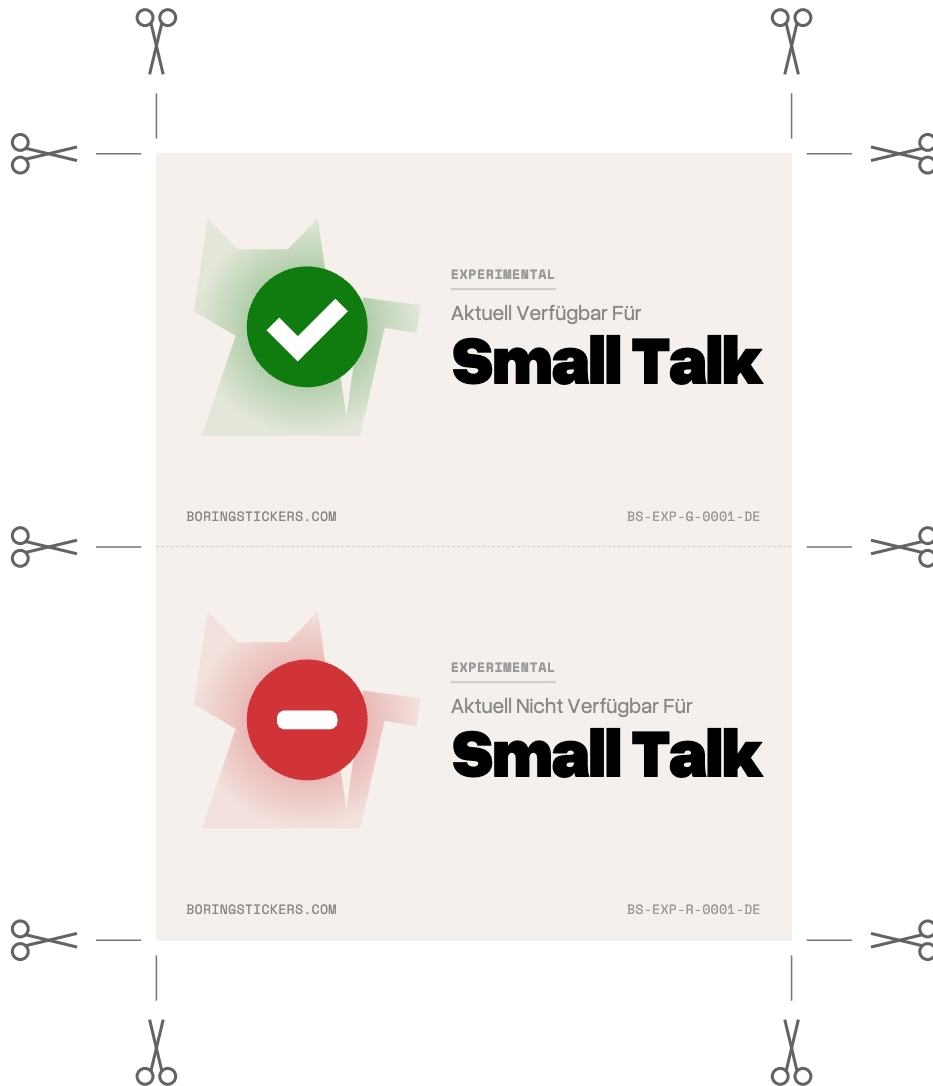 EXPERIMENTAL
Aktuell Verfügbar Für
Small Talk
BORINGSTICKERS.COM
BS-EXP-G-0001-DE
EXPERIMENTAL
Aktuell Nicht Verfügbar Für
Small Talk
BORINGSTICKERS.COM
BS-EXP-R-0001-DE